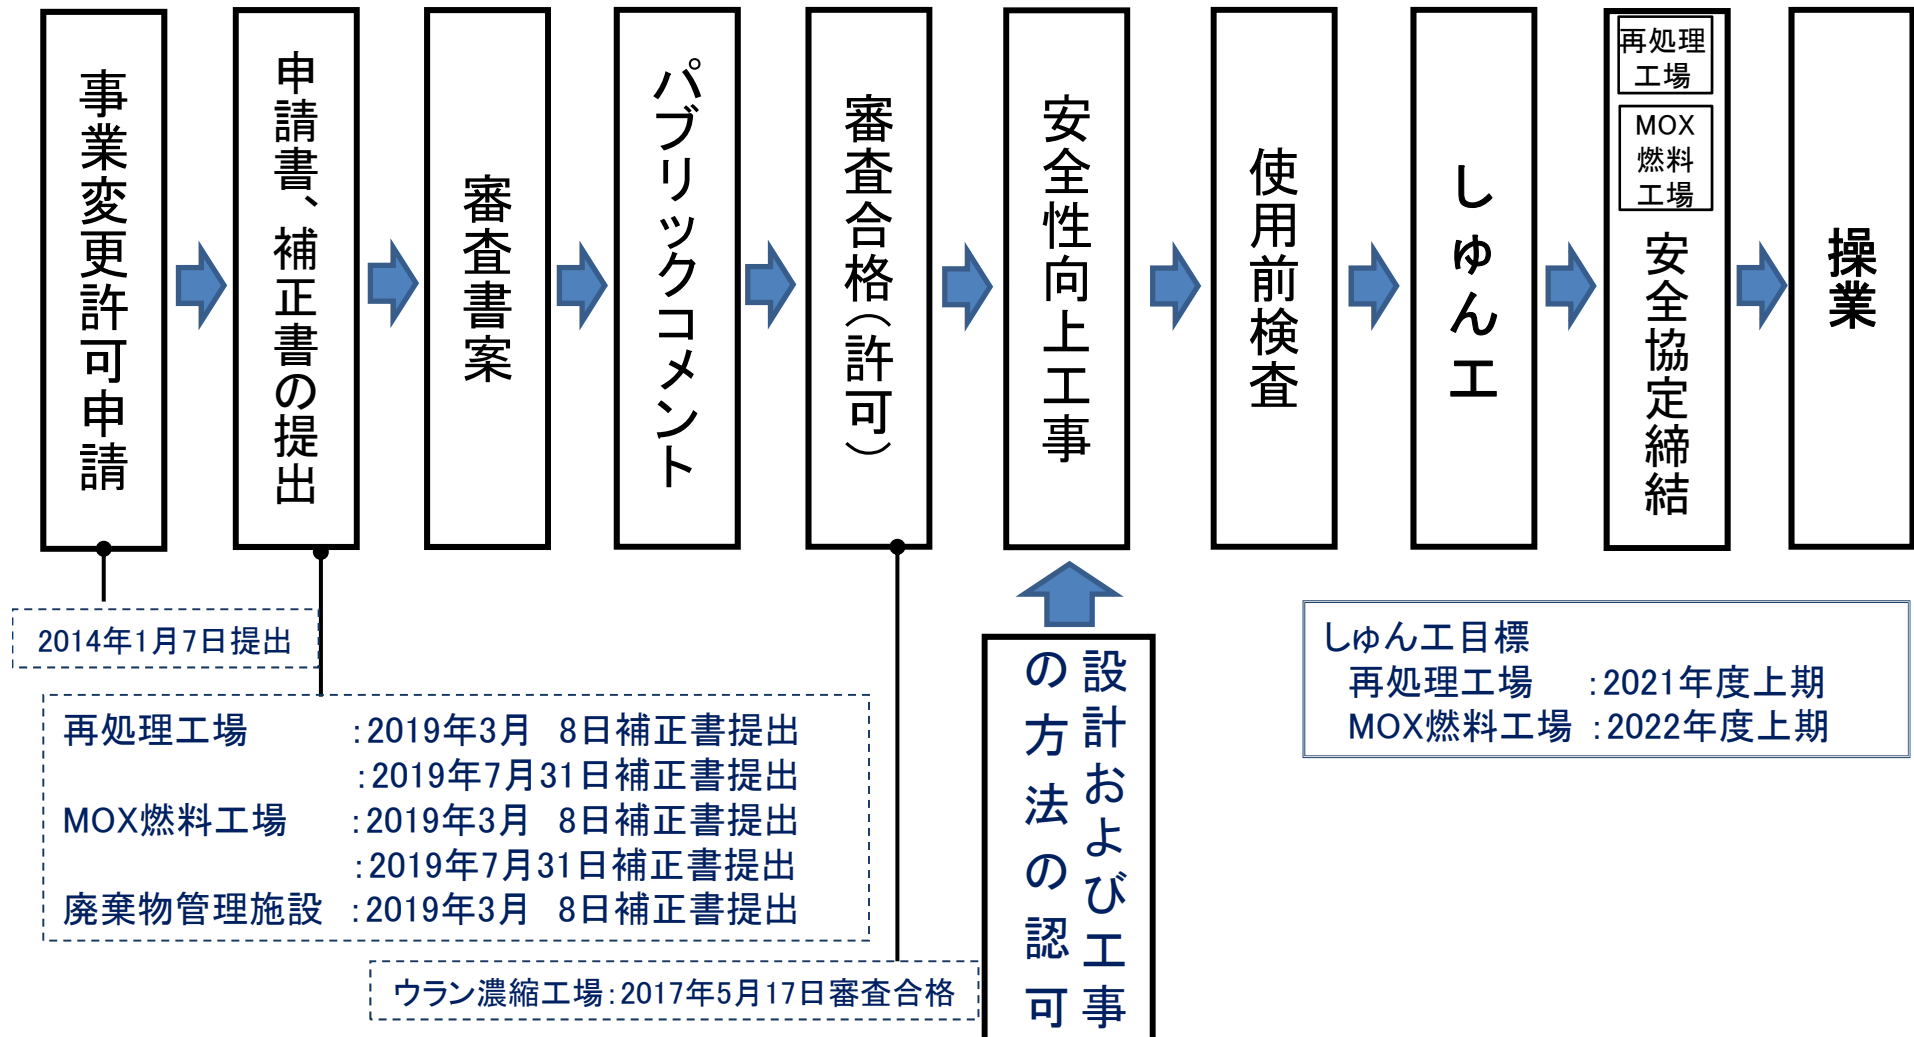 事業変更許可申請
申請書、補正書の提出
審査書案
パブリックコメント
審査合格(許可)
安全性向上工事
使用前検査
しゅん工
再処理
工場
MOX
燃料
工場
安全協定締結
操業
2014年1月7日提出
再処理工場 :2019年3月 8日補正書提出
:2019年7月31日補正書提出
MOX燃料工場 :2019年3月 8日補正書提出
:2019年7月31日補正書提出
廃棄物管理施設 :2019年3月 8日補正書提出
ウラン濃縮工場:2017年5月17日審査合格
設計および工事
の方法の認可
しゅん工目標
再処理工場 :2021年度上期
MOX燃料工場 :2022年度上期